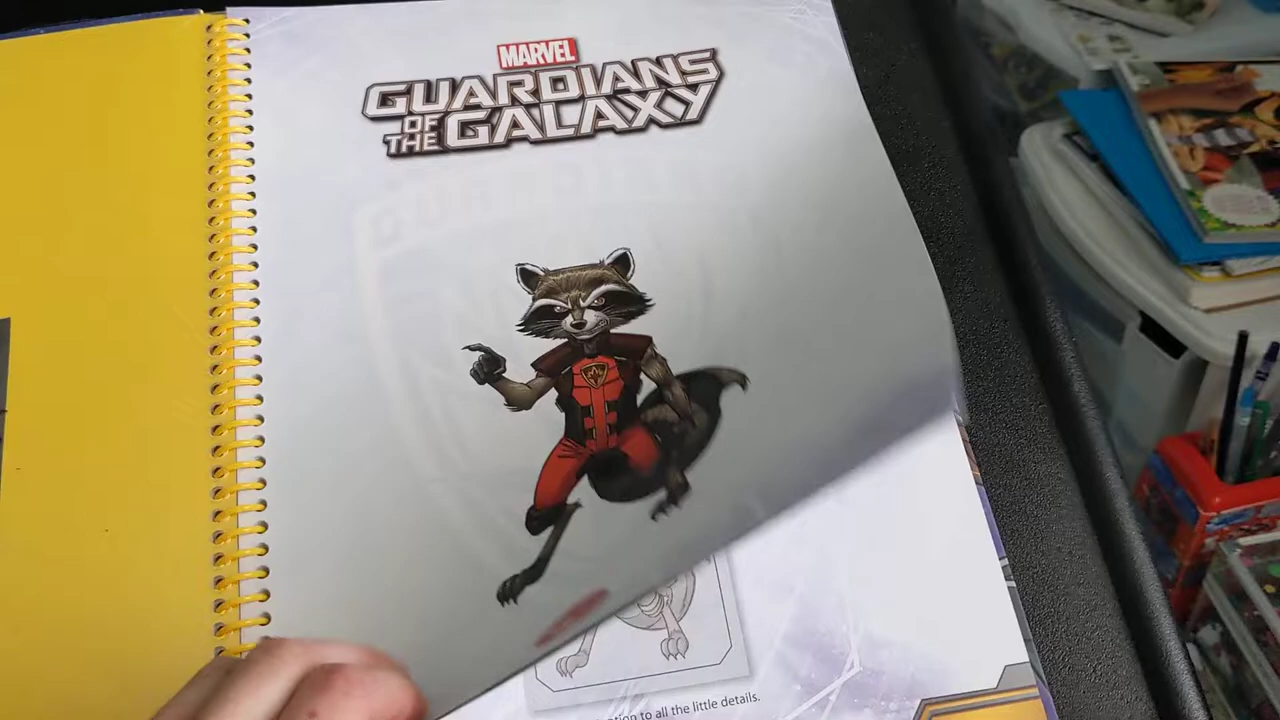 MARVEL
GUARDIANS
OF
THE GALAXY
to all the little details.